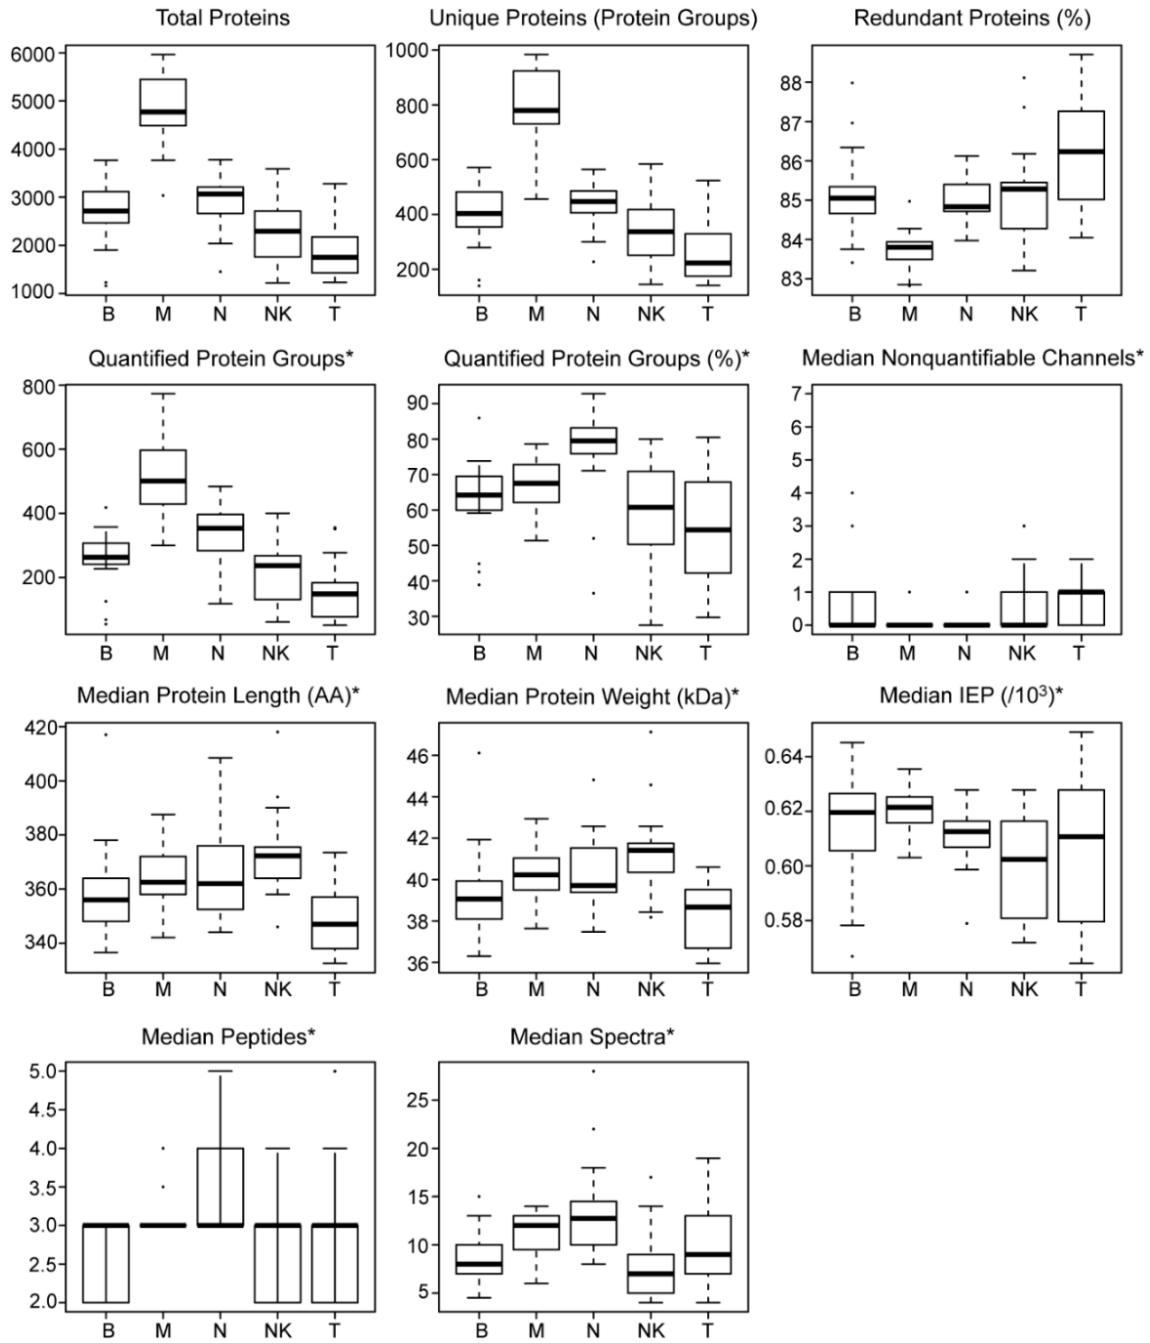 Total Proteins
6000
5000
4000
3000
2000
1000
B M N NK T
Unique Proteins (Protein Groups)
1000
800
600
400
200
B M N NK T
Redundant Proteins (%)
88
87
86
85
84
83
B M N NK T
Quantified Protein Groups*
800
600
400
200
B M N NK T
Quantified Protein Groups (%)*
90
80
70
60
50
40
30
B M N NK T
Median Nonquantifiable Channels*
7
6
5
4
3
2
1
0
B M N NK T
Median Protein Length (AA)*
420
400
380
360
340
B M N NK T
Median Protein Weight (kDa)*
46
44
42
40
38
36
B M N NK T
Median IEP (/10³)*
0.64
0.62
0.60
0.58
B M N NK T
Median Peptides*
5.0
4.5
4.0
3.5
3.0
2.5
2.0
B M N NK T
Median Spectra*
25
20
15
10
5
B M N NK T